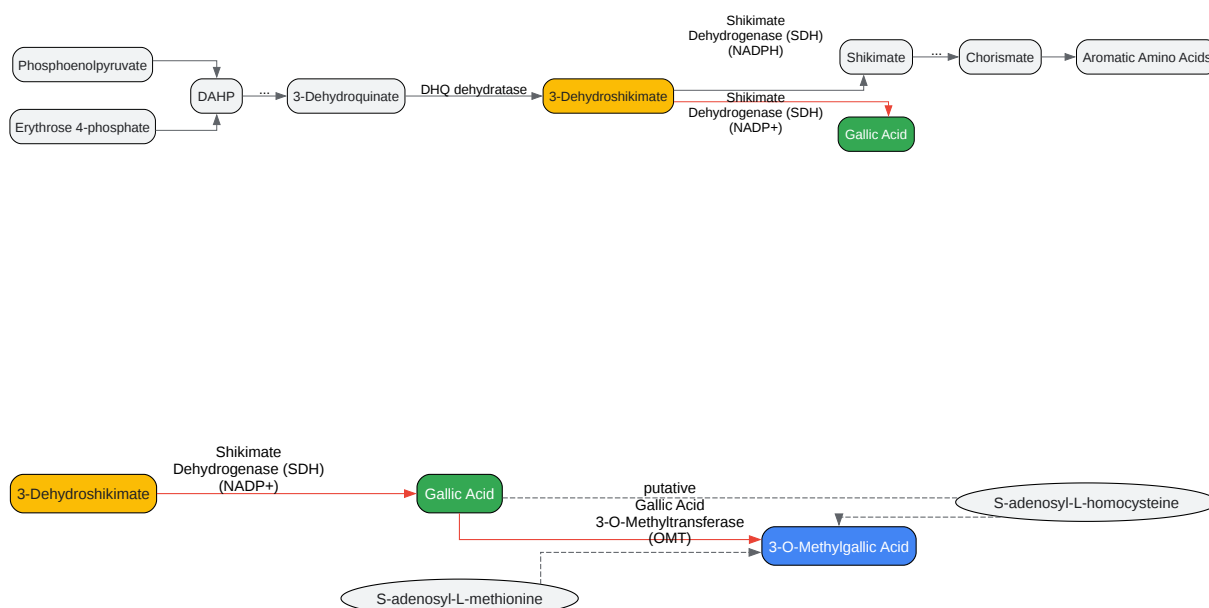 Shikimate
Dehydrogenase (SDH)
(NADPH)
Phosphoenolpyruvate
Shikimate
...
Chorismate
Aromatic Amino Acids
DAHP
...
3-Dehydroquinate
DHQ dehydratase
3-Dehydroshikimate
Shikimate
Dehydrogenase (SDH)
(NADP+)
Erythrose 4-phosphate
Gallic Acid
Shikimate
Dehydrogenase (SDH)
(NADP+)
3-Dehydroshikimate
Gallic Acid
putative
Gallic Acid
3-O-Methyltransferase
(OMT)
S-adenosyl-L-homocysteine
3-O-Methylgallic Acid
S-adenosyl-L-methionine